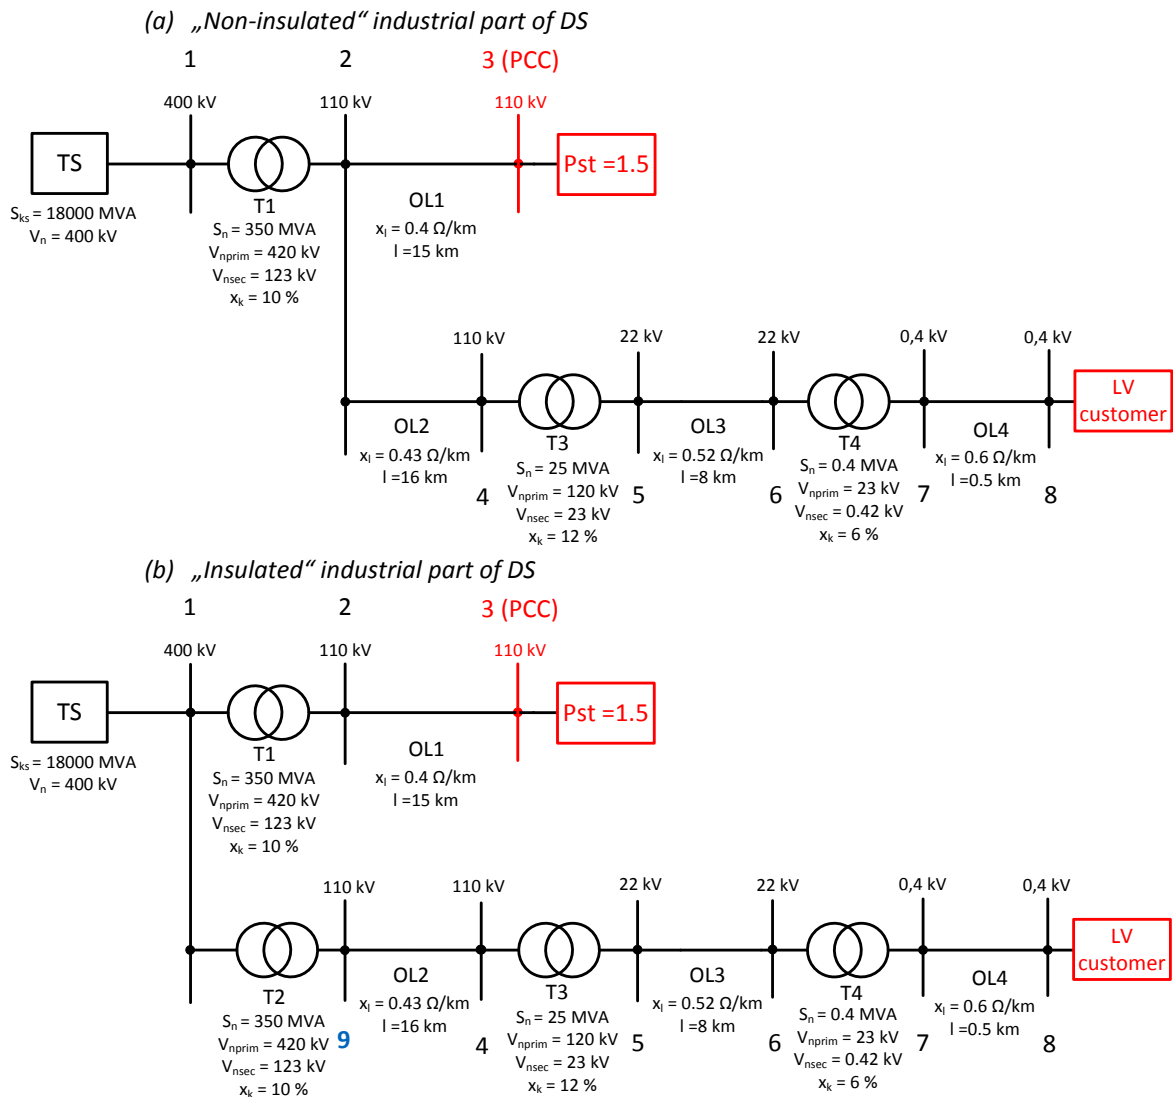 (a) „Non-insulated“ industrial part of DS
1 2 3 (PCC)
400 kV 110 kV 110 kV
TS Pst =1.5
T1 OL1
Sks = 18000 MVA
Vn = 400 kV
Sn = 350 MVA
Vnprim = 420 kV
Vnsec = 123 kV
xk = 10 %
xl = 0.4 Ω/km
l =15 km
110 kV 22 kV 22 kV 0,4 kV 0,4 kV
LV
customer
OL2 T3 OL3 T4 OL4
xl = 0.43 Ω/km
l =16 km
Sn = 25 MVA
Vnprim = 120 kV
Vnsec = 23 kV
xk = 12 %
xl = 0.52 Ω/km
l =8 km
Sn = 0.4 MVA
Vnprim = 23 kV
Vnsec = 0.42 kV
xk = 6 %
xl = 0.6 Ω/km
l =0.5 km
4 5 6 7 8
(b) „Insulated“ industrial part of DS
1 2 3 (PCC)
400 kV 110 kV 110 kV
TS Pst =1.5
T1 OL1
Sks = 18000 MVA
Vn = 400 kV
Sn = 350 MVA
Vnprim = 420 kV
Vnsec = 123 kV
xk = 10 %
xl = 0.4 Ω/km
l =15 km
110 kV 110 kV 22 kV 22 kV 0,4 kV 0,4 kV
LV
customer
T2 OL2 T3 OL3 T4 OL4
Sn = 350 MVA
Vnprim = 420 kV
Vnsec = 123 kV
xk = 10 %
xl = 0.43 Ω/km
l =16 km
Sn = 25 MVA
Vnprim = 120 kV
Vnsec = 23 kV
xk = 12 %
xl = 0.52 Ω/km
l =8 km
Sn = 0.4 MVA
Vnprim = 23 kV
Vnsec = 0.42 kV
xk = 6 %
xl = 0.6 Ω/km
l =0.5 km
9 4 5 6 7 8